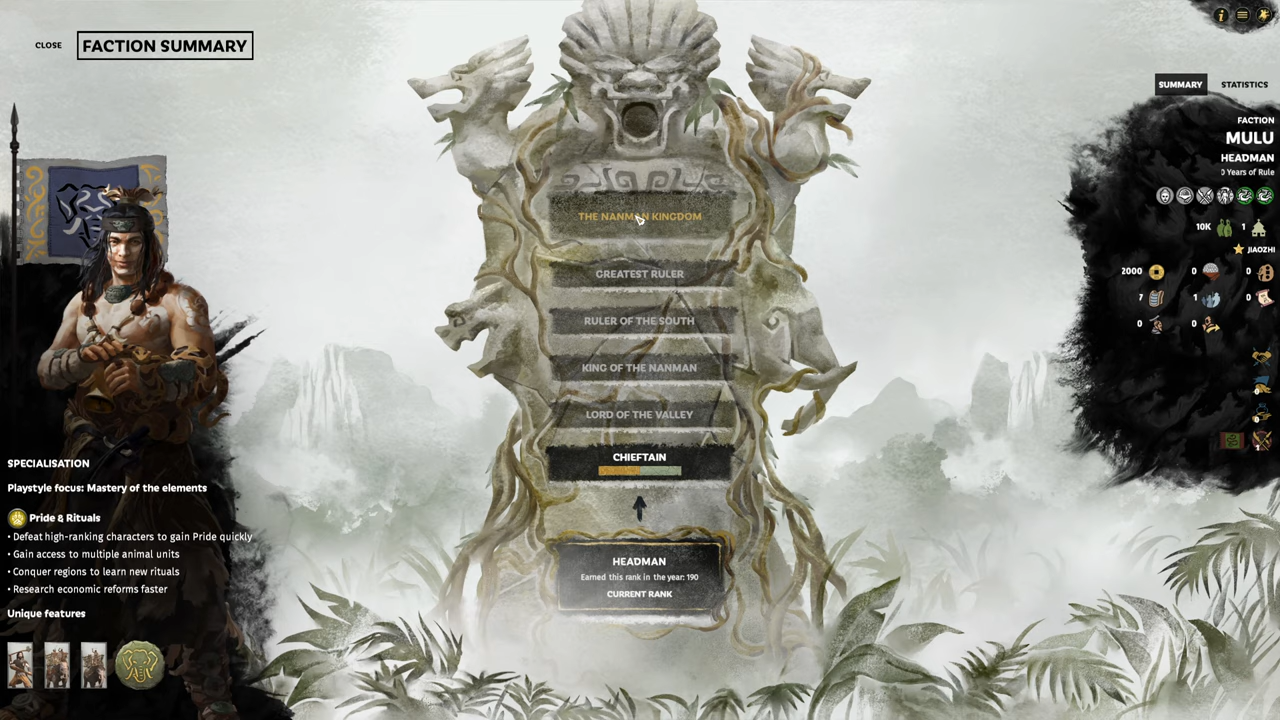 CLOSE
FACTION SUMMARY
SPECIALISATION
Playstyle focus: Mastery of the elements
Pride & Rituals
• Defeat high-ranking characters to gain Pride quickly
• Gain access to multiple animal units
• Conquer regions to learn new rituals
• Research economic reforms faster
Unique features
THE NANMAN KINGDOM
GREATEST RULER
RULER OF THE SOUTH
KING OF THE NANMAN
LORD OF THE VALLEY
CHIEFTAIN
HEADMAN
Earned this rank in the year: 190
CURRENT RANK
SUMMARY
STATISTICS
FACTION
MULU
HEADMAN
0 Years of Rule
10K 1
JIAOZHI
2000 0 0
7 1 0
0 0